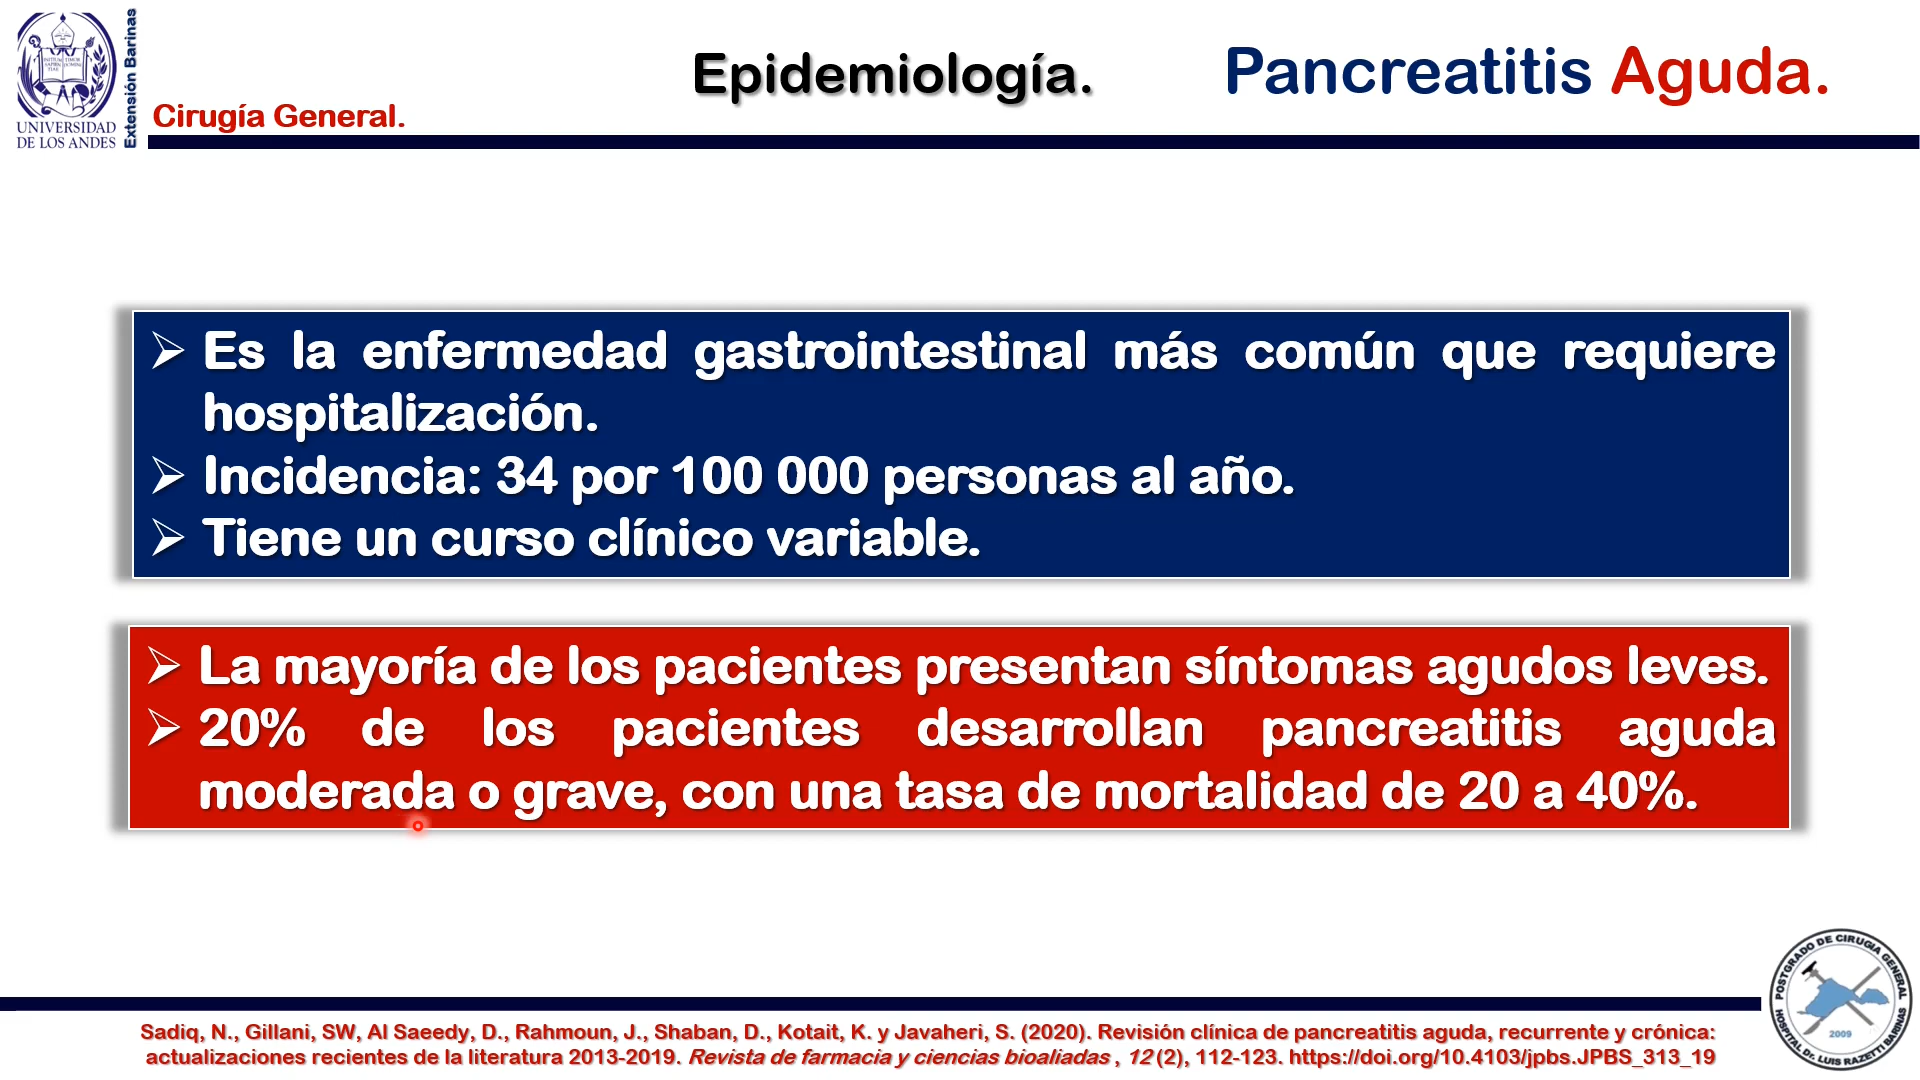 Extensión Barinas
UNIVERSIDAD
DE LOS ANDES
Cirugía General.
Epidemiología.
Pancreatitis Aguda.
Es la enfermedad gastrointestinal más común que requiere
hospitalización.
Incidencia: 34 por 100 000 personas al año.
Tiene un curso clínico variable.
La mayoría de los pacientes presentan síntomas agudos leves.
20% de los pacientes desarrollan pancreatitis aguda
moderada o grave, con una tasa de mortalidad de 20 a 40%.
POSTGRADO DE CIRUGIA GENERAL
HOSPITAL Dr. LUIS RAZETTI BARINAS
2009
Sadiq, N., Gillani, SW, Al Saeedy, D., Rahmoun, J., Shaban, D., Kotait, K. y Javaheri, S. (2020). Revisión clínica de pancreatitis aguda, recurrente y crónica:
actualizaciones recientes de la literatura 2013-2019. Revista de farmacia y ciencias bioaliadas , 12 (2), 112-123. https://doi.org/10.4103/jpbs.JPBS_313_19